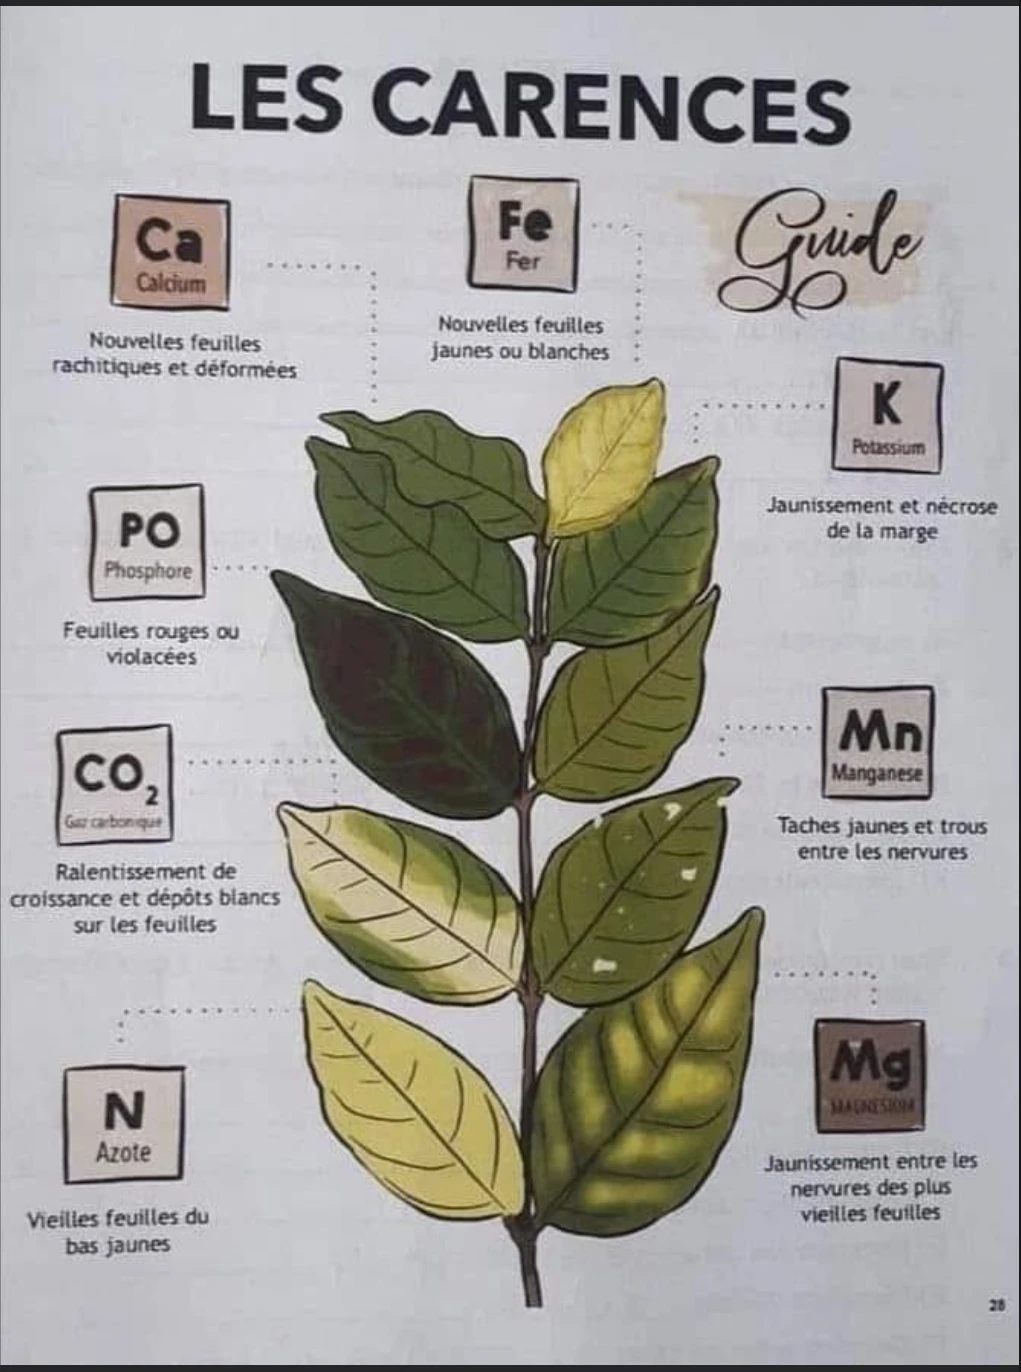 LES CARENCES
Guide
Ca
Calcium
Nouvelles feuilles
rachitiques et déformées
Fe
Fer
Nouvelles feuilles
jaunes ou blanches
K
Potassium
Jaunissement et nécrose
de la marge
PO
Phosphore
Feuilles rouges ou
violacées
Mn
Manganese
Taches jaunes et trous
entre les nervures
CO₂
Gaz carbonique
Ralentissement de
croissance et dépôts blancs
sur les feuilles
N
Azote
Vieilles feuilles du
bas jaunes
Mg
MAGNESIUM
Jaunissement entre les
nervures des plus
vieilles feuilles
28